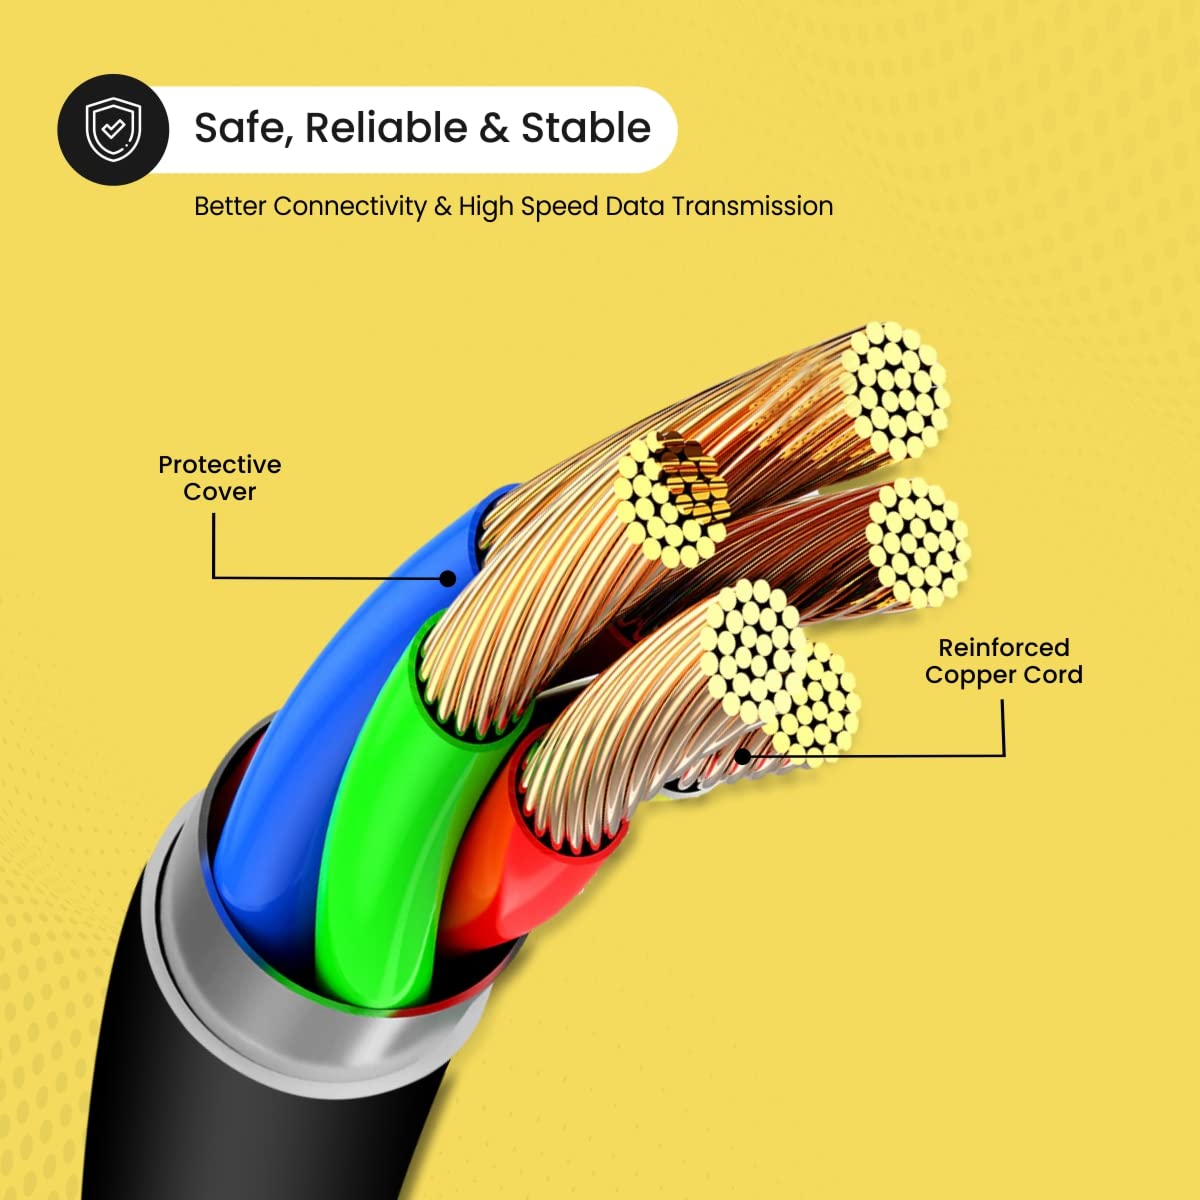 Safe, Reliable & Stable
Better Connectivity & High Speed Data Transmission
Protective
Cover
Reinforced
Copper Cord